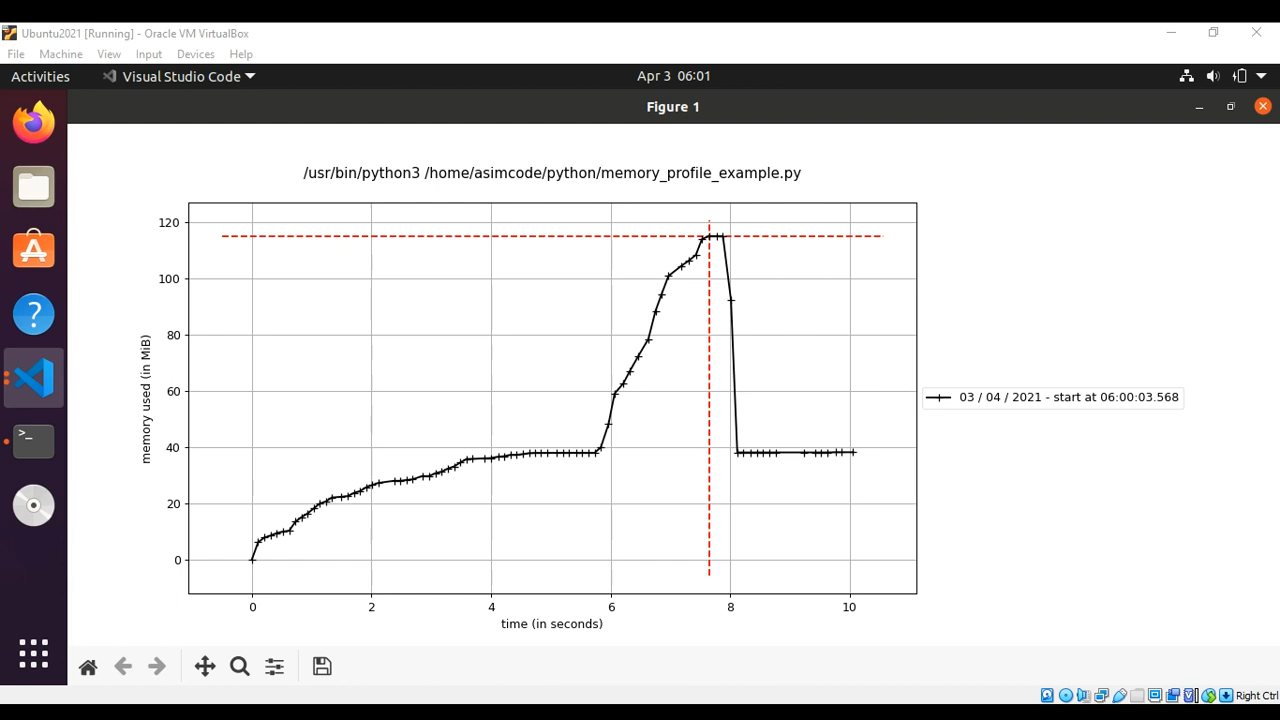 Ubuntu2021 [Running] - Oracle VM VirtualBox
File Machine View Input Devices Help
Activities Visual Studio Code Apr 3 06:01
Figure 1
/usr/bin/python3 /home/asimcode/python/memory_profile_example.py
120
100
80
60
40
20
0
memory used (in MiB)
03 / 04 / 2021 - start at 06:00:03.568
0 2 4 6 8 10
time (in seconds)
Right Ctrl